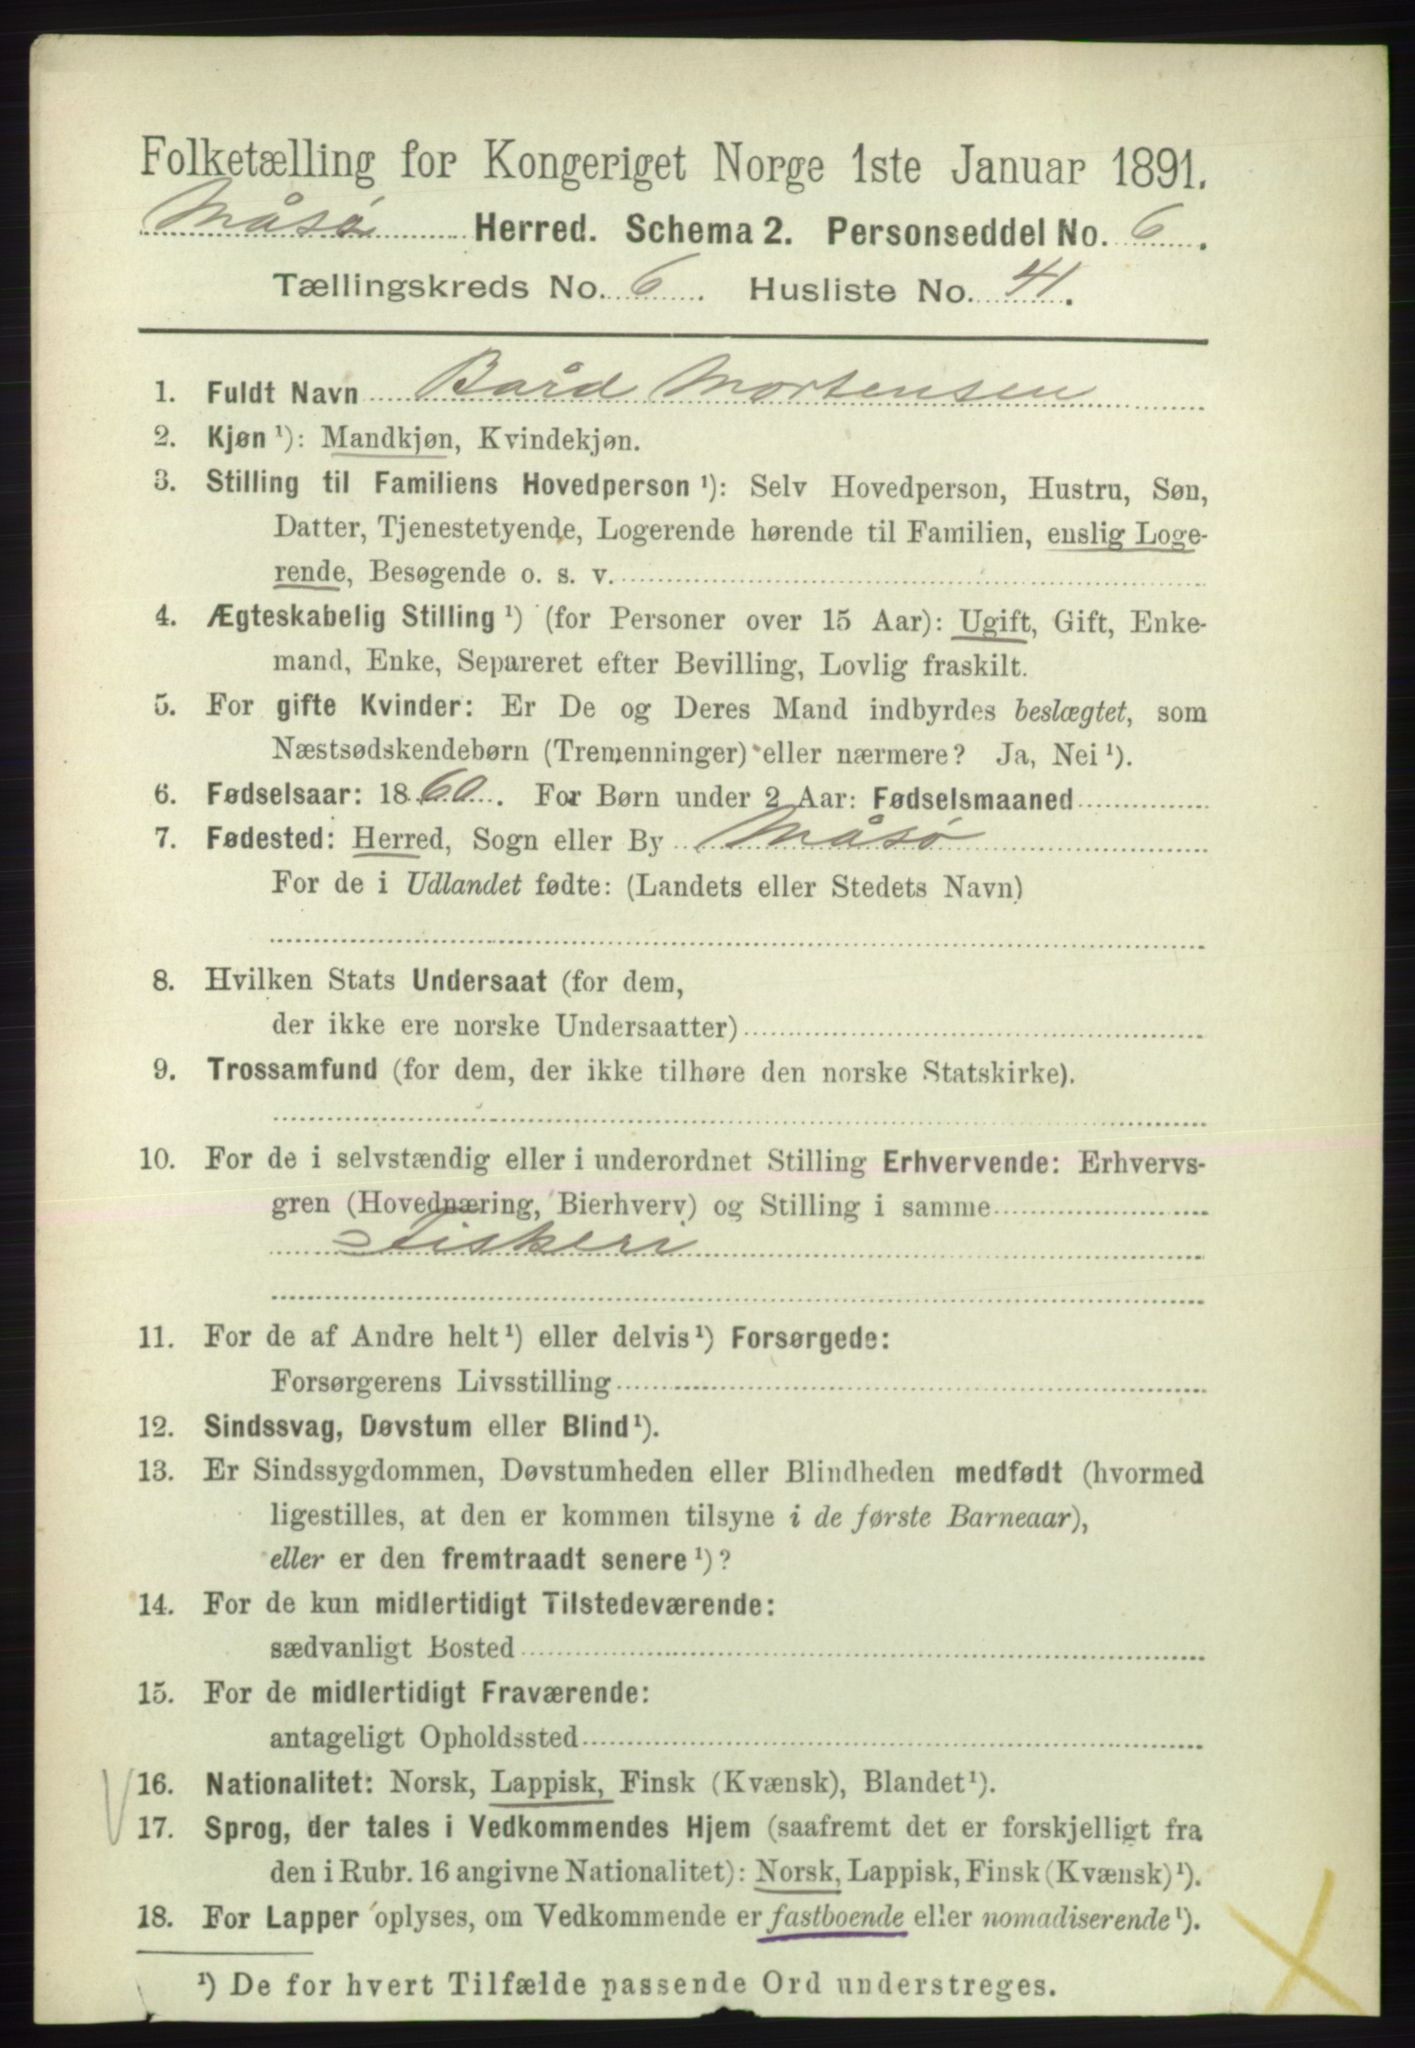 Folketælling for Kongeriget Norge 1ste Januar 1891.
Måsø Herred. Schema 2. Personseddel No. 6.
Tællingskreds No. 6. Husliste No. 41.
1. Fuldt Navn Baård Mortensen
2. Kjøn ¹): Mandkjøn, Kvindekjøn.
3. Stilling til Familiens Hovedperson ¹): Selv Hovedperson, Hustru, Søn,
Datter, Tjenestetyende, Logerende hørende til Familien, enslig Loge-
rende, Besøgende o. s. v.
4. Ægteskabelig Stilling ¹) (for Personer over 15 Aar): Ugift, Gift, Enke-
mand, Enke, Separeret efter Bevilling, Lovlig fraskilt.
5. For gifte Kvinder: Er De og Deres Mand indbyrdes beslægtet, som
Næstsødskendebørn (Tremenninger) eller nærmere? Ja, Nei ¹).
6. Fødselsaar: 1860. For Børn under 2 Aar: Fødselsmaaned
7. Fødested: Herred, Sogn eller By Måsø
For de i Udlandet fødte: (Landets eller Stedets Navn)
8. Hvilken Stats Undersaat (for dem,
der ikke ere norske Undersaatter)
9. Trossamfund (for dem, der ikke tilhøre den norske Statskirke).
10. For de i selvstændig eller i underordnet Stilling Erhvervende: Erhvervs-
gren (Hovednæring, Bierhverv) og Stilling i samme
Fiskeri
11. For de af Andre helt ¹) eller delvis ¹) Forsørgede:
Forsørgerens Livsstilling
12. Sindssvag, Døvstum eller Blind ¹).
13. Er Sindssygdommen, Døvstumheden eller Blindheden medfødt (hvormed
ligestilles, at den er kommen tilsyne i de første Barneaar),
eller er den fremtraadt senere ¹)?
14. For de kun midlertidigt Tilstedeværende:
sædvanligt Bosted
15. For de midlertidigt Fraværende:
antageligt Opholdssted
16. Nationalitet: Norsk, Lappisk, Finsk (Kvænsk), Blandet ¹).
17. Sprog, der tales i Vedkommendes Hjem (saafremt det er forskjelligt fra
den i Rubr. 16 angivne Nationalitet): Norsk, Lappisk, Finsk (Kvænsk) ¹).
18. For Lapper oplyses, om Vedkommende er fastboende eller nomadiserende ¹).
¹) De for hvert Tilfælde passende Ord understreges.